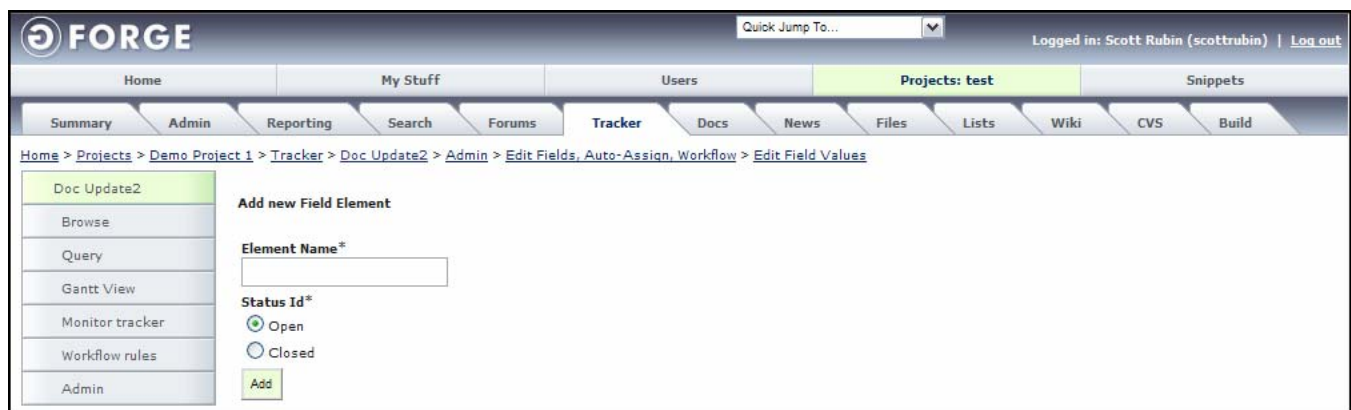 GFORGE
Quick Jump To...
Logged in: Scott Rubin (scottrubin) | Log out
Home My Stuff Users Projects: test Snippets
Summary Admin Reporting Search Forums Tracker Docs News Files Lists Wiki CVS Build
Home > Projects > Demo Project 1 > Tracker > Doc Update2 > Admin > Edit Fields, Auto-Assign, Workflow > Edit Field Values
Doc Update2
Browse
Query
Gantt View
Monitor tracker
Workflow rules
Admin
Add new Field Element
Element Name*
Status Id*
Open
Closed
Add